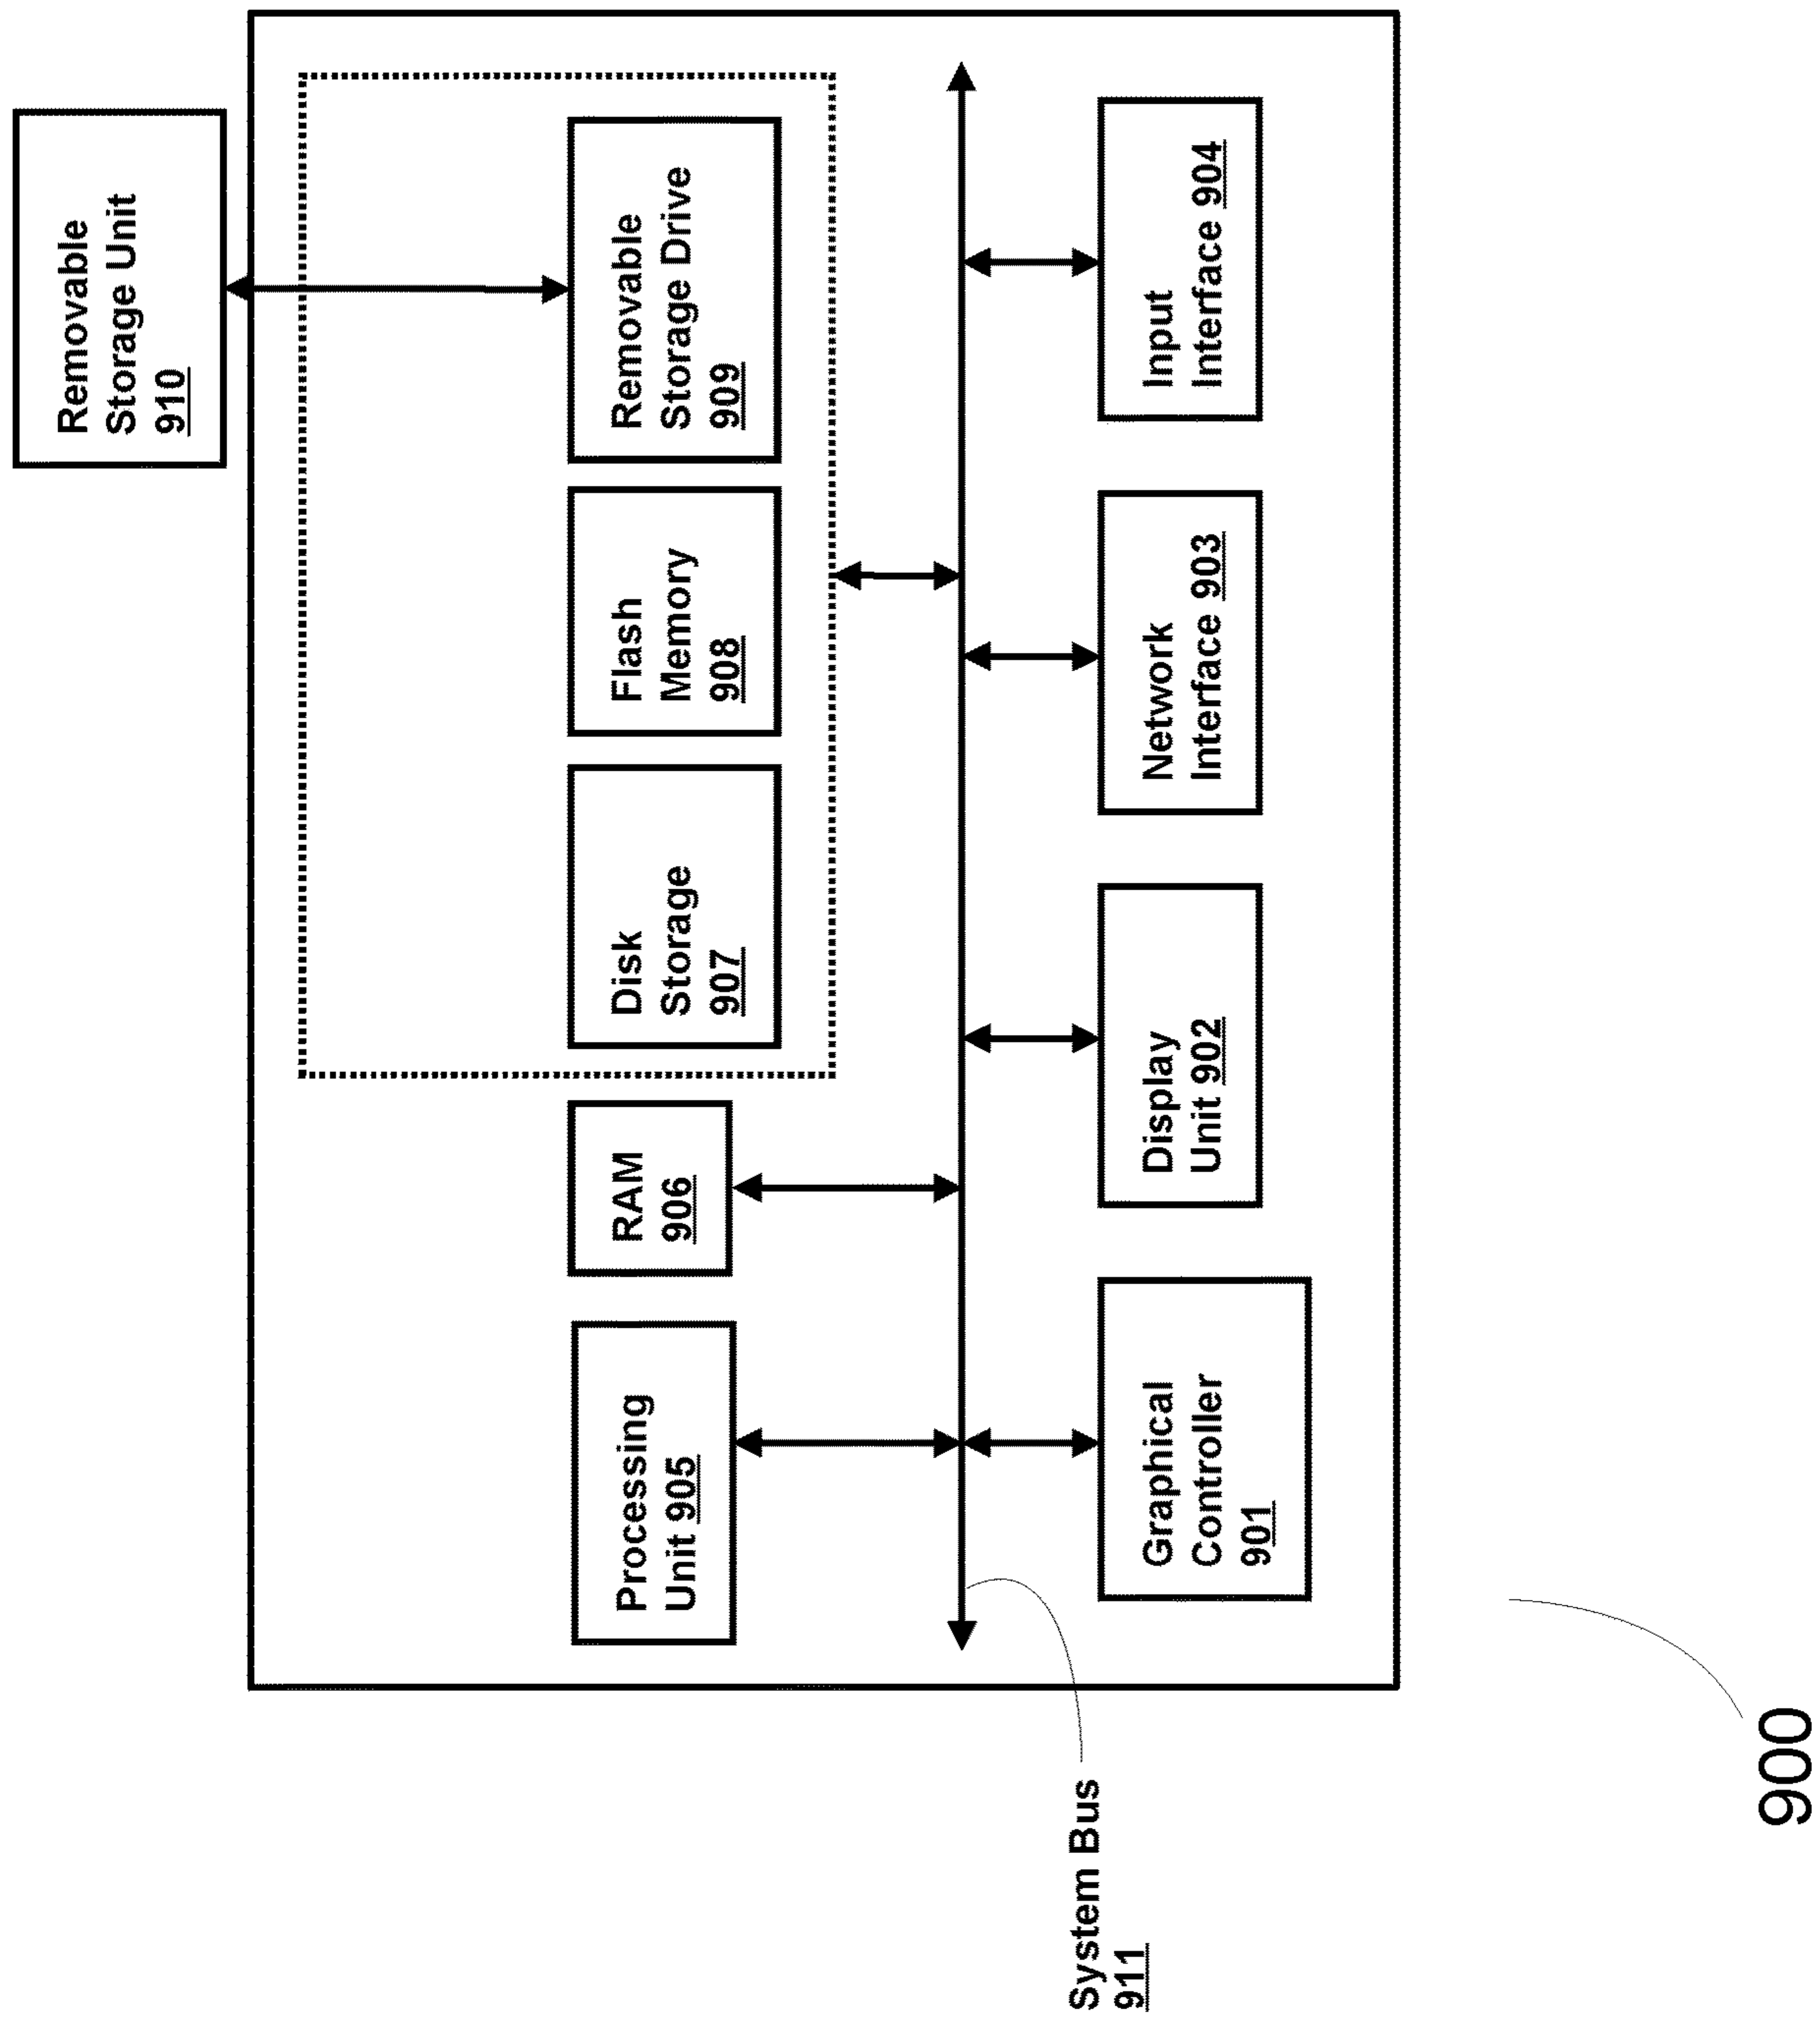 Removable
Storage Unit
910
Processing
Unit 905
RAM
906
Disk
Storage
907
Flash
Memory
908
Removable
Storage Drive
909
System Bus
911
Graphical
Controller
901
Display
Unit 902
Network
Interface 903
Input
Interface 904
900